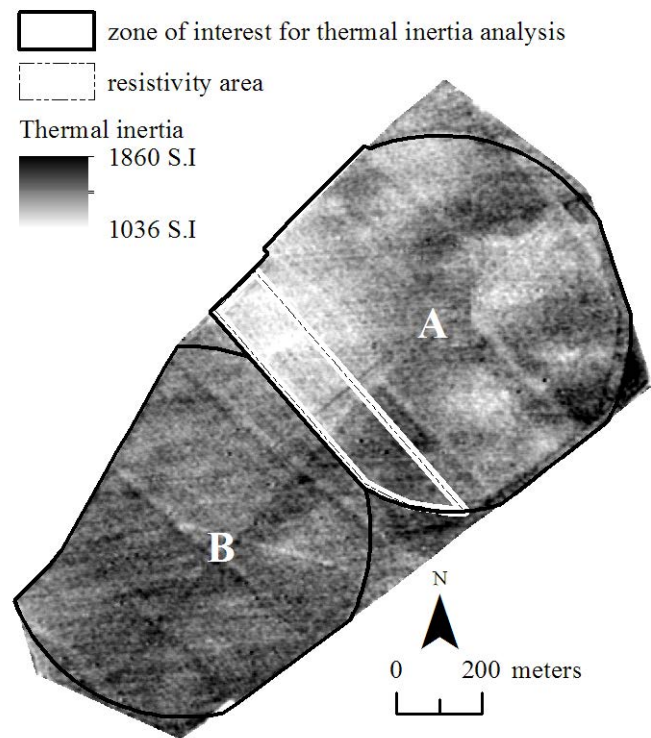 zone of interest for thermal inertia analysis
resistivity area
Thermal inertia
1860 S.I
1036 S.I
A
B
N
0 200 meters